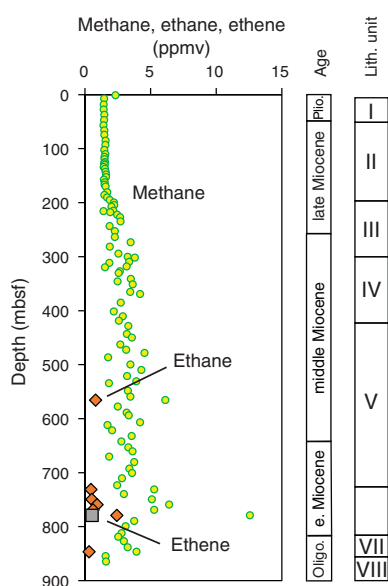 Methane, ethane, ethene
(ppmv)
0 5 10 15
Age
Lith. unit
Depth (mbsf)
0
100
200
300
400
500
600
700
800
900
Methane
Ethane
Ethene
Plio.
late Miocene
middle Miocene
e. Miocene
Oligo.
I
II
III
IV
V
VII
VIII